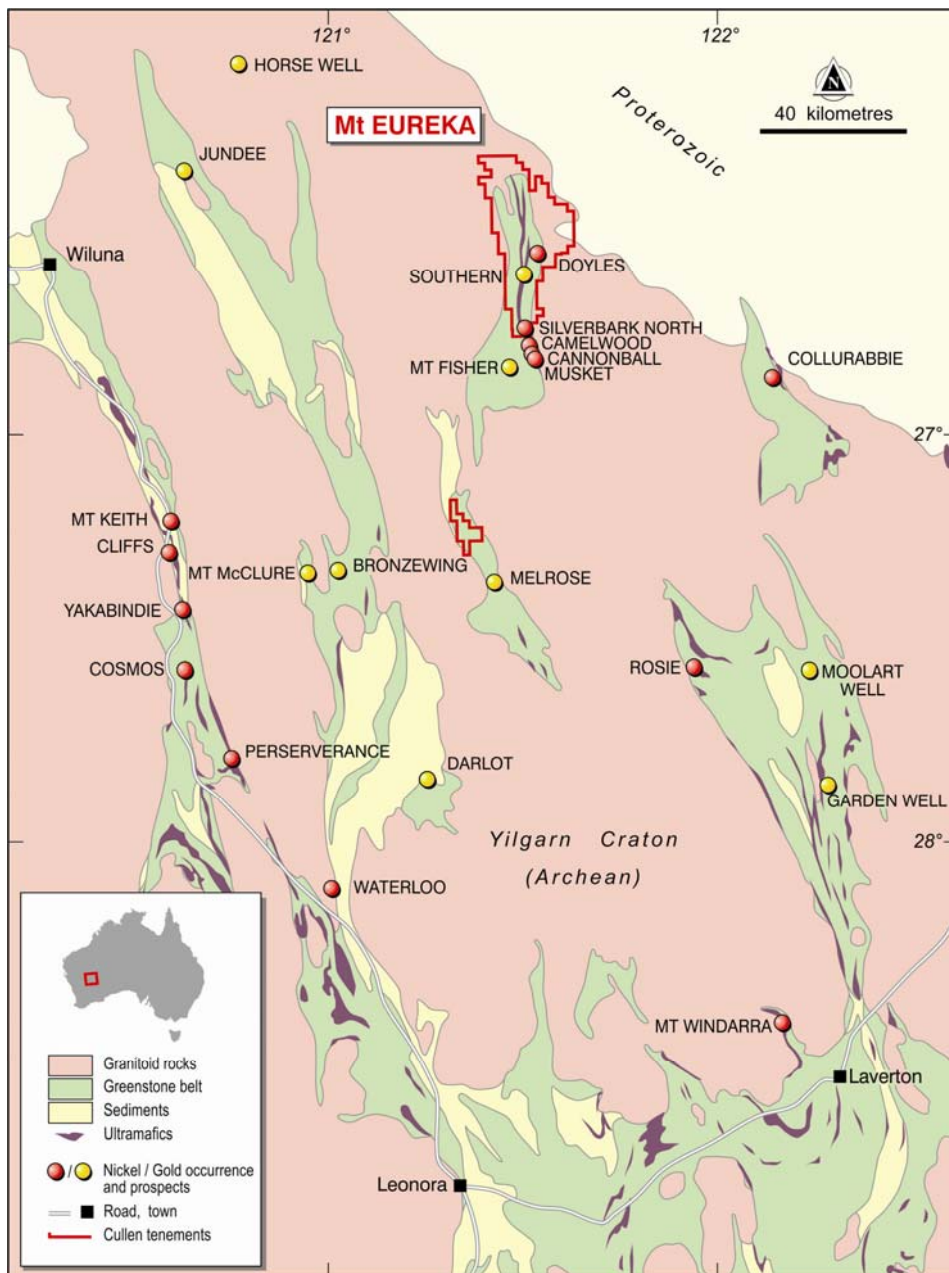 121°
122°
HORSE WELL
Mt EUREKA
N
40 kilometres
Proterozoic
JUNDEE
Wiluna
SOUTHERN
DOYLES
SILVERBARK NORTH
CAMELWOOD
CANNONBALL
MUSKET
MT FISHER
COLLURABBIE
27°
MT KEITH
CLIFFS
MT McCLURE
BRONZEWING
MELROSE
YAKABINDIE
COSMOS
ROSIE
MOOLART
WELL
PERSERVERANCE
DARLOT
GARDEN WELL
Yilgarn Craton
(Archean)
28°
WATERLOO
MT WINDARRA
Laverton
Leonora
Granitoid rocks
Greenstone belt
Sediments
Ultramafics
/ Nickel / Gold occurrence
and prospects
Road, town
Cullen tenements